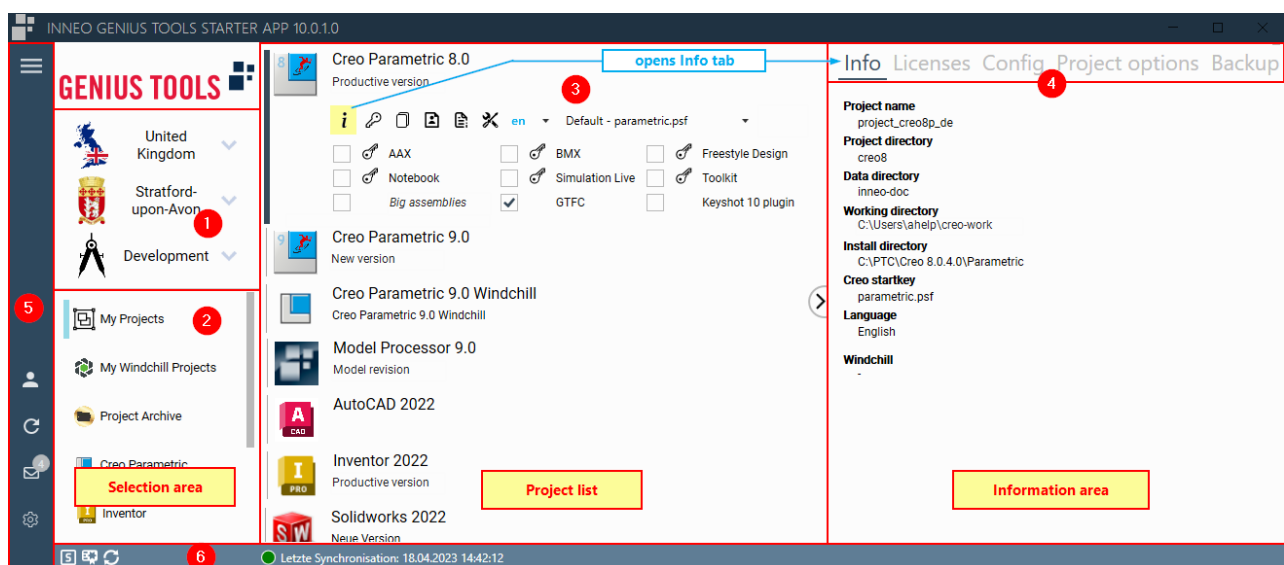 INNEO GENIUS TOOLS STARTER APP 10.0.1.0
GENIUS TOOLS
United
Kingdom
Stratford-
upon-Avon
1
Development
5
My Projects
2
My Windchill Projects
Project Archive
Creo Parametric
Selection area
Inventor
4
8
Creo Parametric 8.0
Productive version
opens Info tab
3
i
en
Default - parametric.psf
AAX
BMX
Freestyle Design
Notebook
Simulation Live
Toolkit
Big assemblies
GTFC
Keyshot 10 plugin
9
Creo Parametric 9.0
New version
Creo Parametric 9.0 Windchill
Creo Parametric 9.0 Windchill
Model Processor 9.0
Model revision
A
CAD
AutoCAD 2022
I
PRO
Inventor 2022
Productive version
Project list
SW
Solidworks 2022
Neue Version
Info Licenses Config Project options Backup
4
Project name
project_creo8p_de
Project directory
creo8
Data directory
inneo-doc
Working directory
C:\Users\ahelp\creo-work
Install directory
C:\PTC\Creo 8.0.4.0\Parametric
Creo startkey
parametric.psf
Language
English
Windchill
-
Information area
S
6
Letzte Synchronisation: 18.04.2023 14:42:12